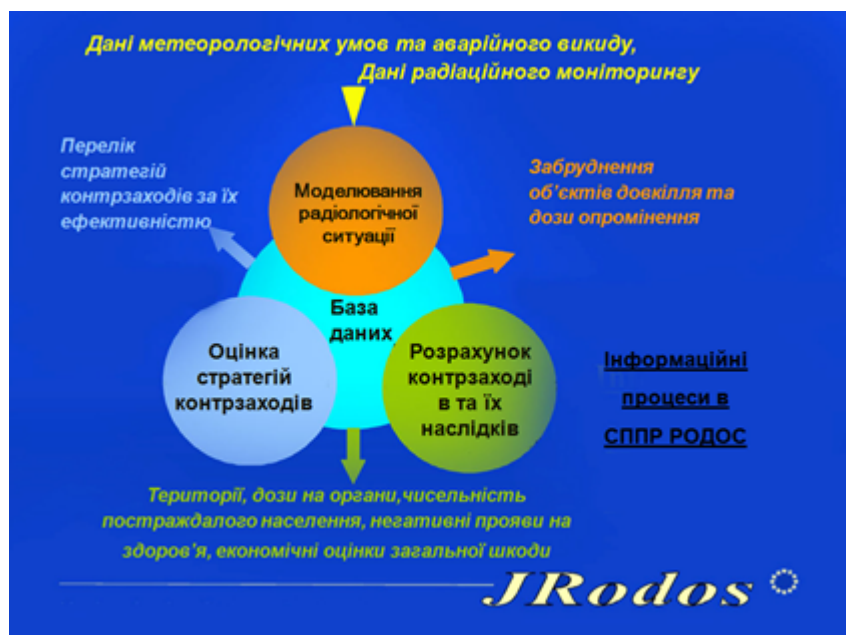 Дані метеорологічних умов та аварійного викиду,
Дані радіаційного моніторингу
Перелік
стратегій
контрзаходів за їх
ефективністю
Моделювання
радіологічної
ситуації
Забруднення
об'єктів довкілля та
дози опромінення
База
даних
Оцінка
стратегій
контрзаходів
Розрахунок
контрзаході
в та їх
наслідків
Інформаційні
процеси в
СППР РОДОС
Території, дози на органи,чисельність
постраждалого населення, негативні прояви на
здоров'я, економічні оцінки загальної шкоди
JRodos